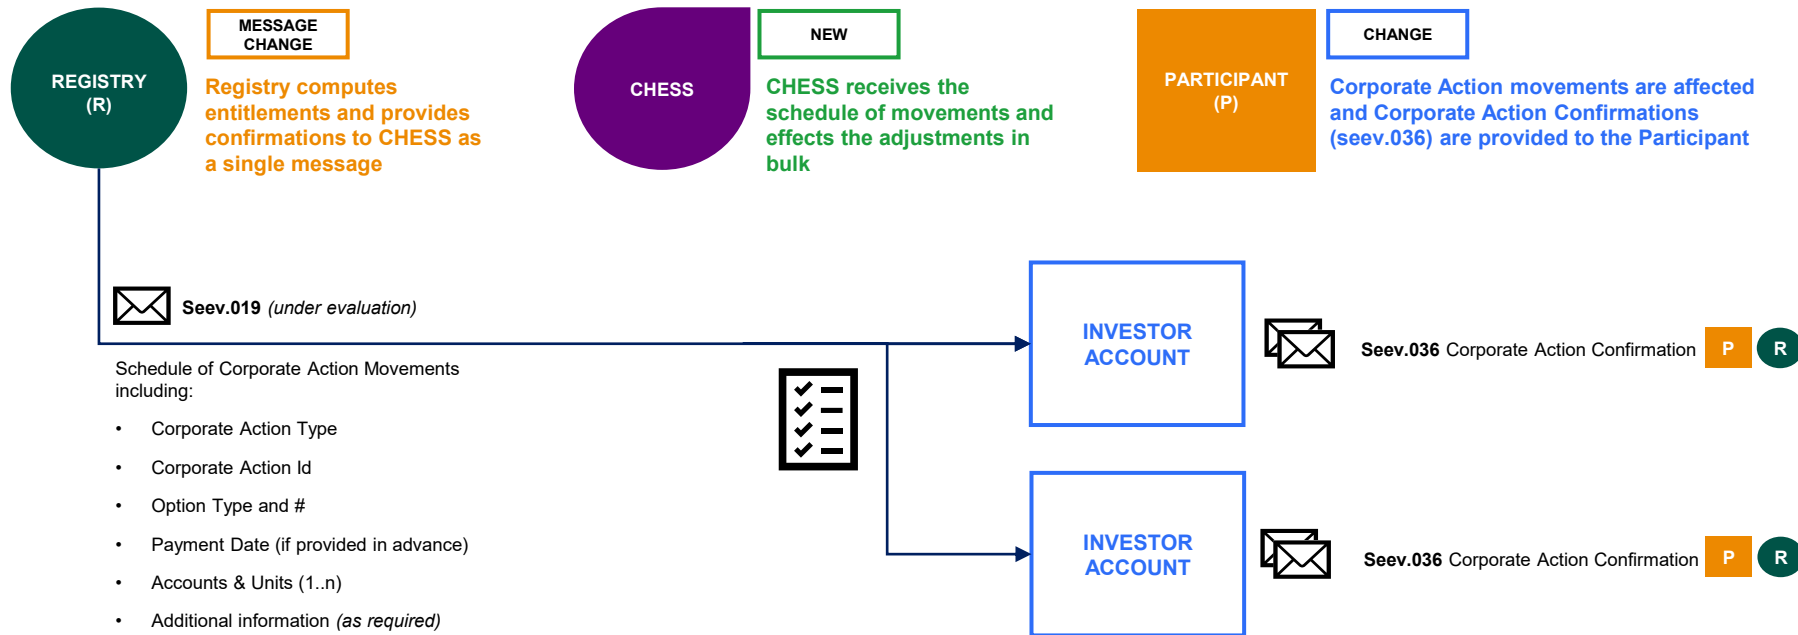 REGISTRY
(R)
MESSAGE
CHANGE
Registry computes
entitlements and provides
confirmations to CHESS as
a single message
CHESS
NEW
CHESS receives the
schedule of movements and
effects the adjustments in
bulk
PARTICIPANT
(P)
CHANGE
Corporate Action movements are affected
and Corporate Action Confirmations
(seev.036) are provided to the Participant
Seev.019 (under evaluation)
Schedule of Corporate Action Movements
including:
• Corporate Action Type
• Corporate Action Id
• Option Type and #
• Payment Date (if provided in advance)
• Accounts & Units (1..n)
• Additional information (as required)
INVESTOR
ACCOUNT
Seev.036 Corporate Action Confirmation P R
INVESTOR
ACCOUNT
Seev.036 Corporate Action Confirmation P R